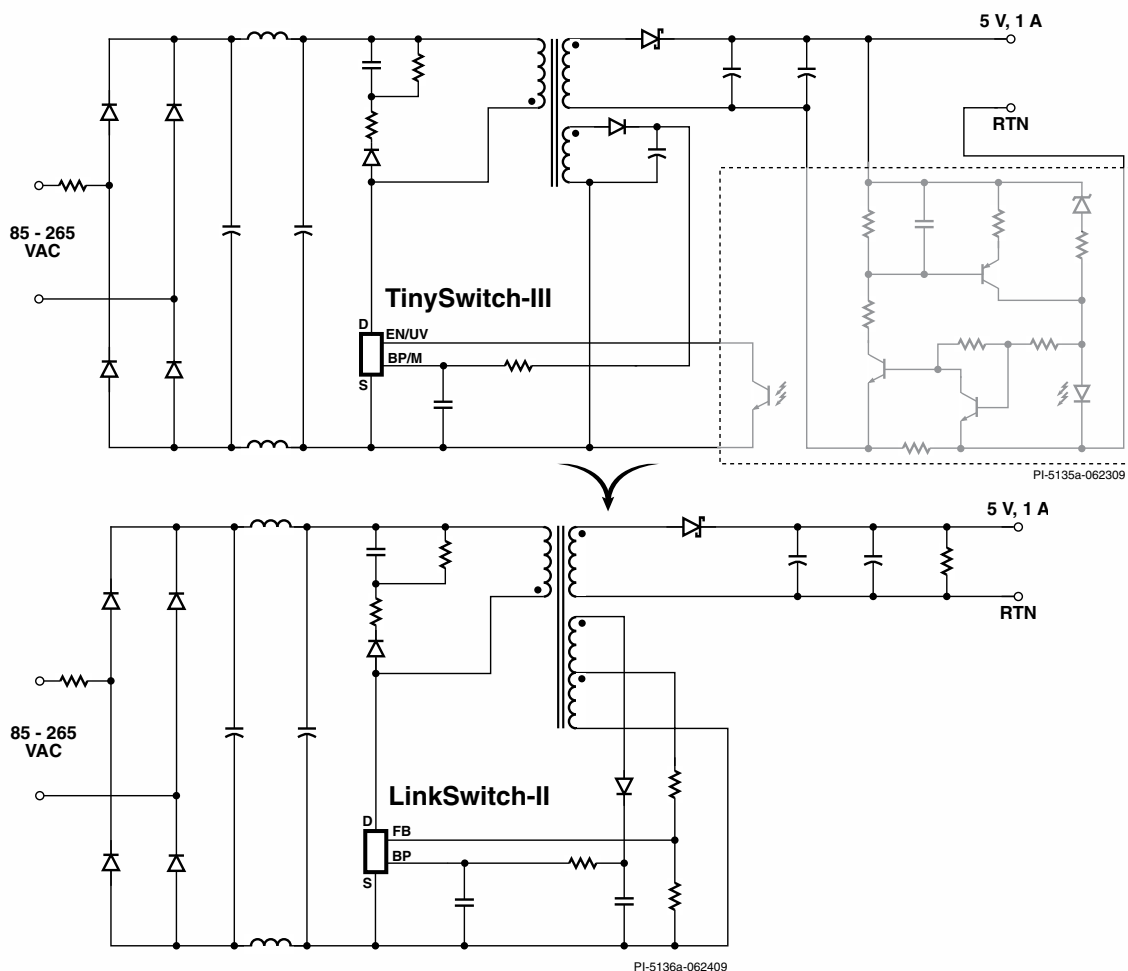 5 V, 1 A
RTN
85 - 265
VAC
TinySwitch-III
D
EN/UV
BP/M
S
PI-5135a-062309
5 V, 1 A
RTN
85 - 265
VAC
LinkSwitch-II
D
FB
BP
S
PI-5136a-062409